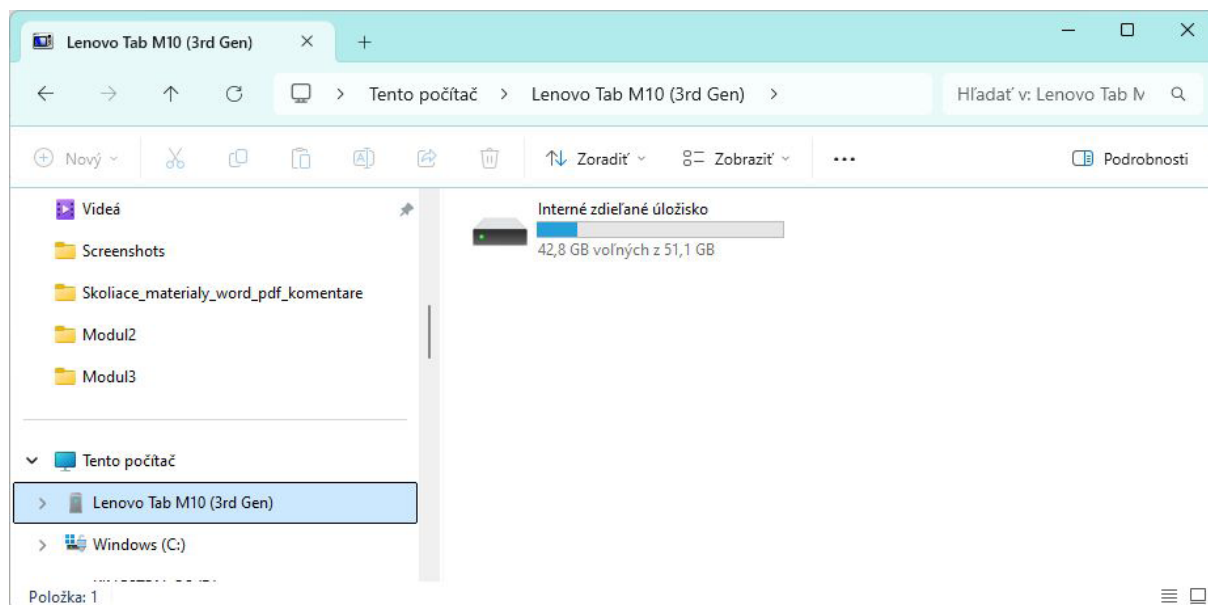 Lenovo Tab M10 (3rd Gen)
Tento počítač > Lenovo Tab M10 (3rd Gen) >
Hľadať v: Lenovo Tab M
Nový
Zoradiť
Zobraziť
Podrobnosti
Videá
Screenshots
Skoliace_materialy_word_pdf_komentare
Modul2
Modul3
Tento počítač
Lenovo Tab M10 (3rd Gen)
Windows (C:)
Interné zdieľané úložisko
42,8 GB voľných z 51,1 GB
Položka: 1